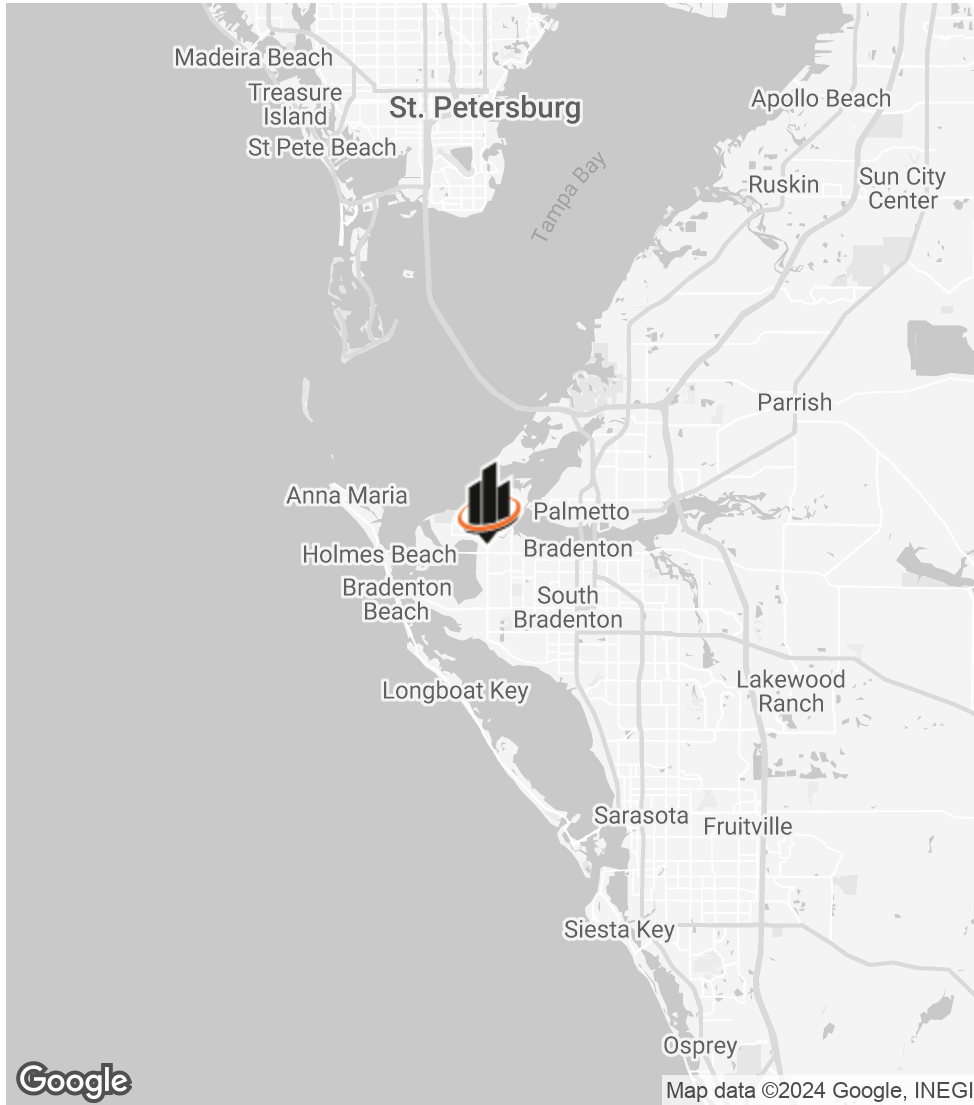 Madeira Beach
Treasure
Island
St. Petersburg
St Pete Beach
Apollo Beach
Tampa Bay
Ruskin
Sun City
Center
Parrish
Anna Maria
Palmetto
Holmes Beach
Bradenton
Bradenton
Beach
South
Bradenton
Longboat Key
Lakewood
Ranch
Sarasota
Fruitville
Siesta Key
Osprey
Google
Map data ©2024 Google, INEGI